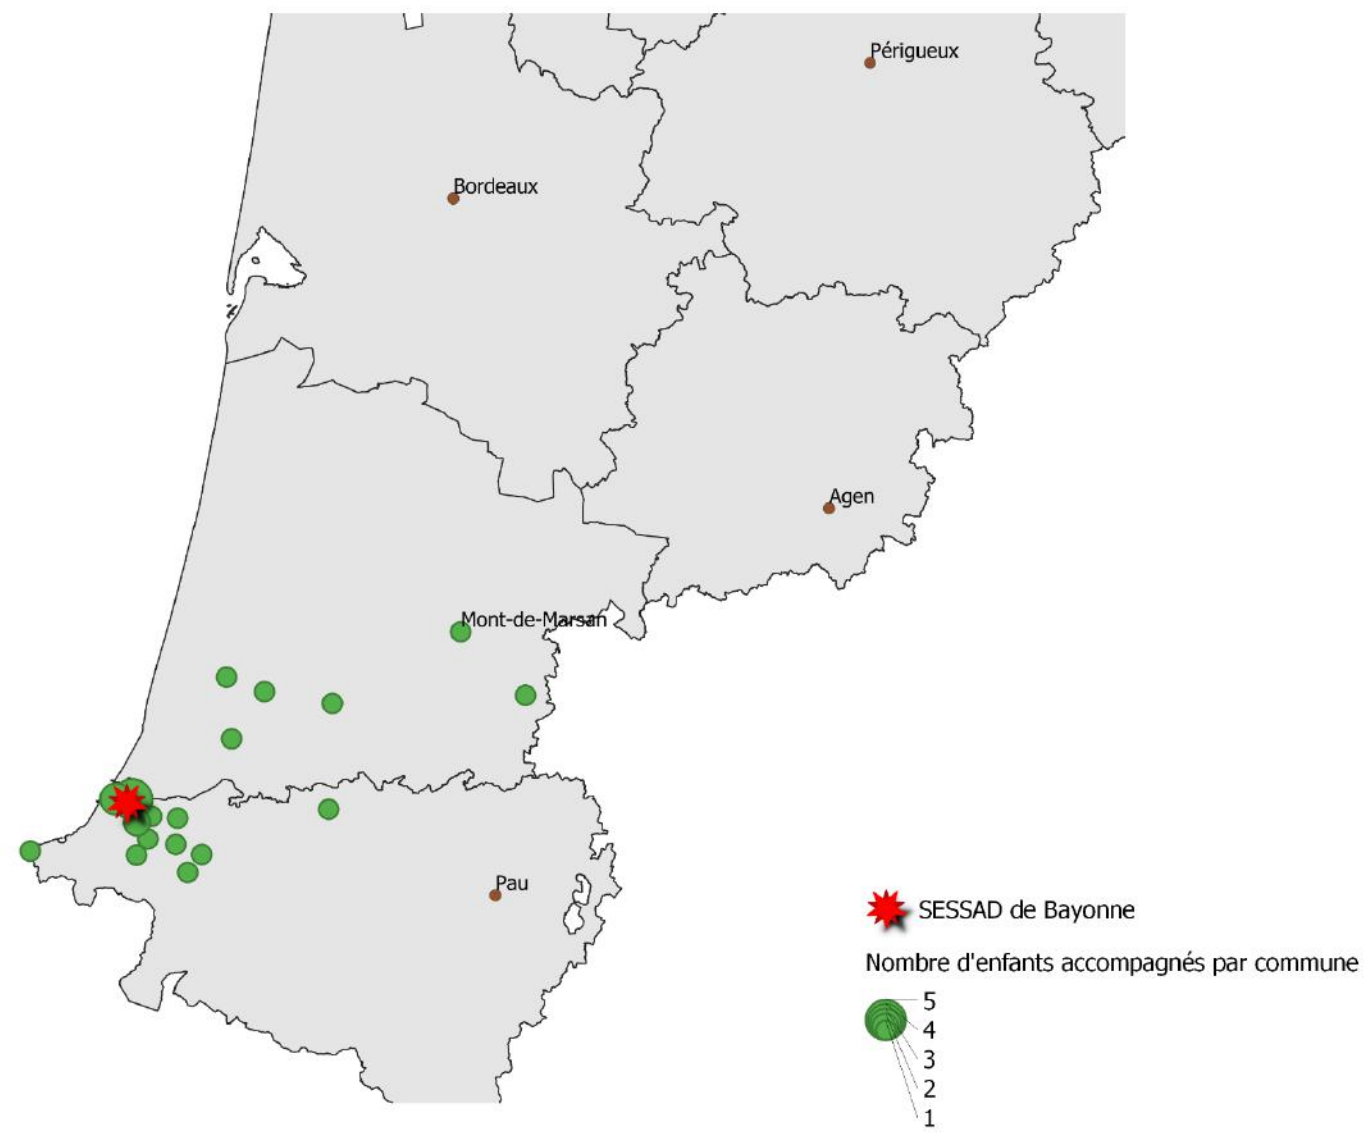 Périgueux
Bordeaux
Agen
Mont-de-Marsan
Pau
SESSAD de Bayonne
Nombre d'enfants accompagnés par commune
5
4
3
2
1